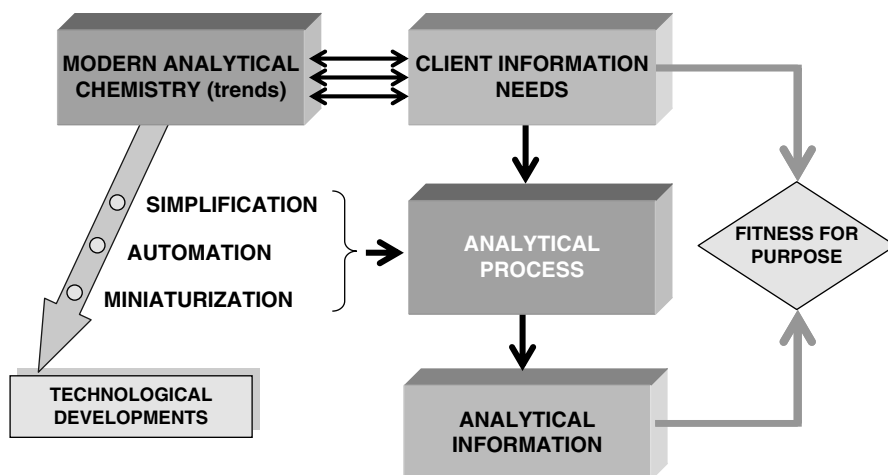 MODERN ANALYTICAL
CHEMISTRY (trends)
CLIENT INFORMATION
NEEDS
SIMPLIFICATION
AUTOMATION
MINIATURIZATION
ANALYTICAL
PROCESS
FITNESS FOR
PURPOSE
TECHNOLOGICAL
DEVELOPMENTS
ANALYTICAL
INFORMATION